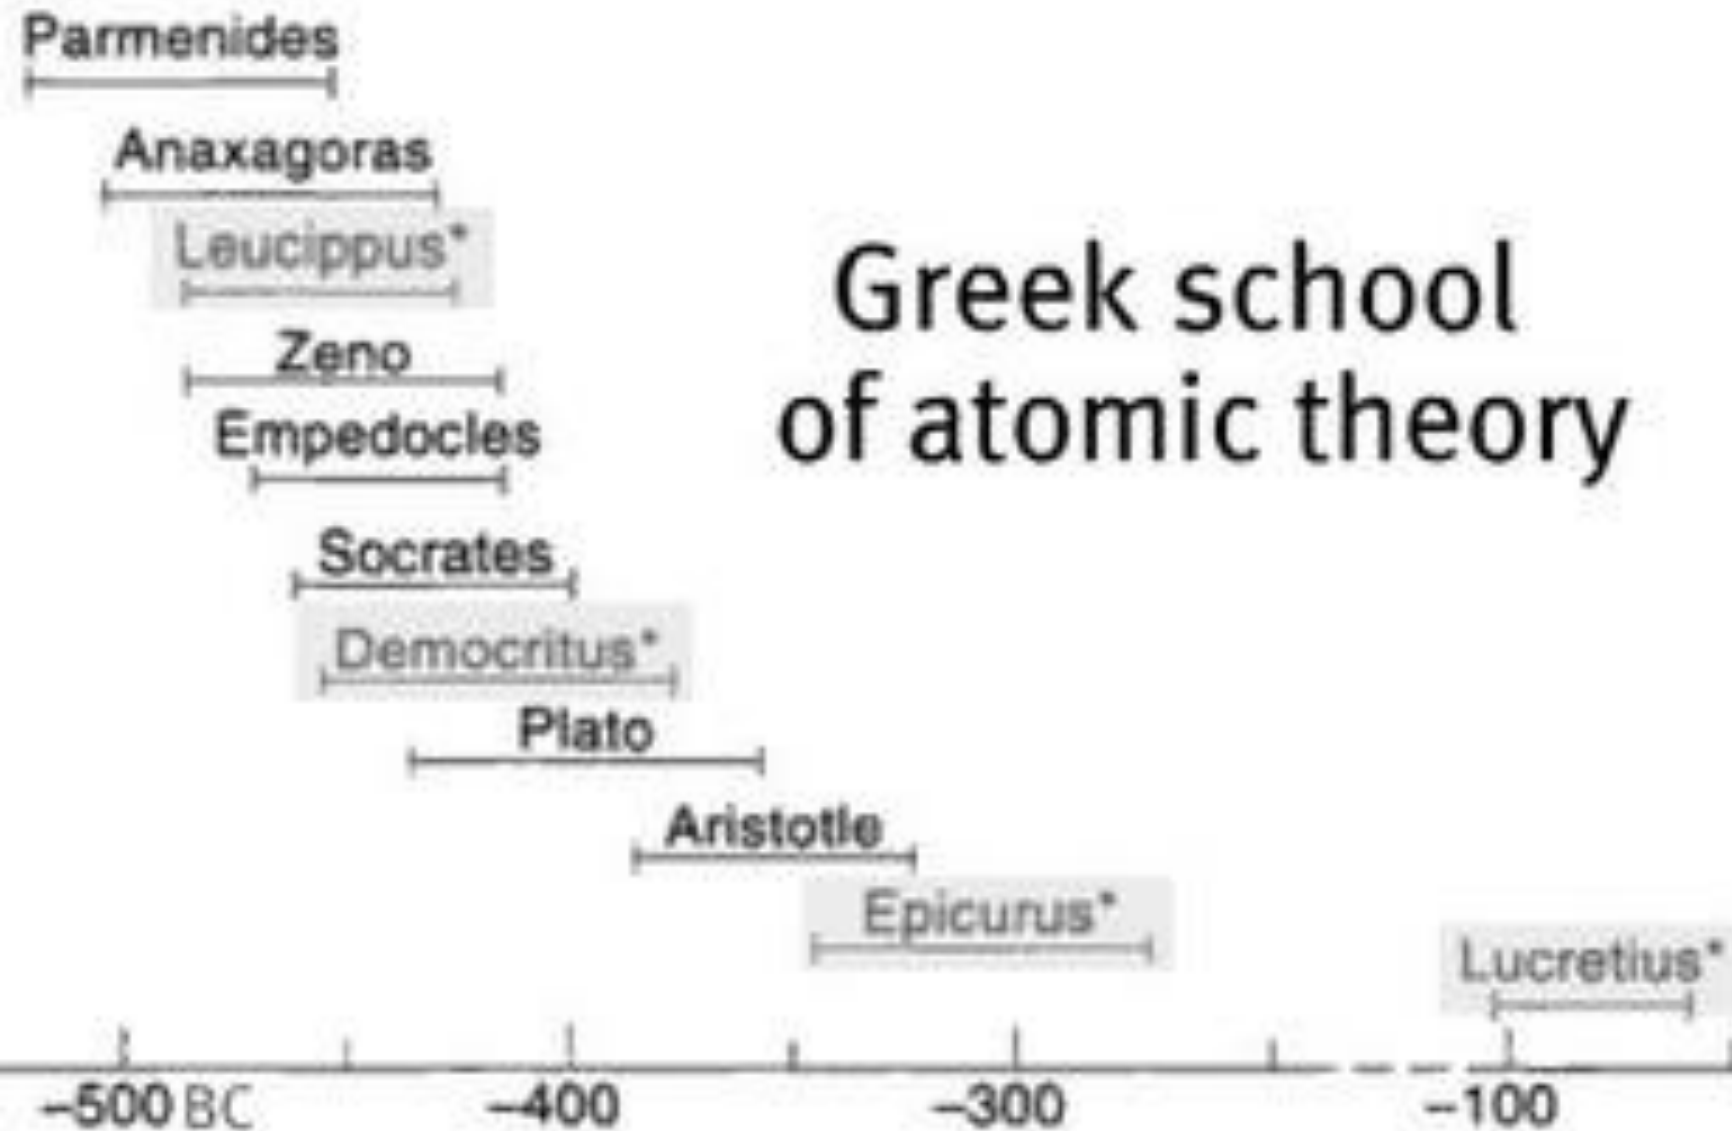 Parmenides
Anaxagoras
Leucippus*
Zeno
Empedocles
Socrates
Democritus*
Plato
Aristotle
Epicurus*
Lucretius*
Greek school
of atomic theory
–500 BC –400 –300 –100